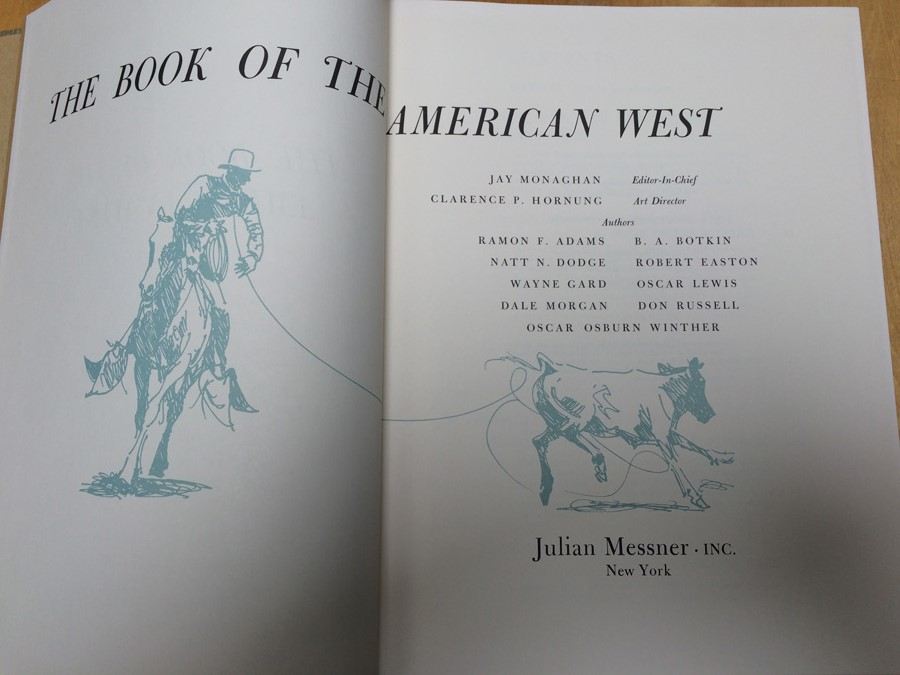 THE BOOK OF THE AMERICAN WEST
JAY MONAGHAN Editor-In-Chief
CLARENCE P. HORNUNG Art Director
Authors
RAMON F. ADAMS B. A. BOTKIN
NATT N. DODGE ROBERT EASTON
WAYNE GARD OSCAR LEWIS
DALE MORGAN DON RUSSELL
OSCAR OSBURN WINTHER
Julian Messner · INC.
New York